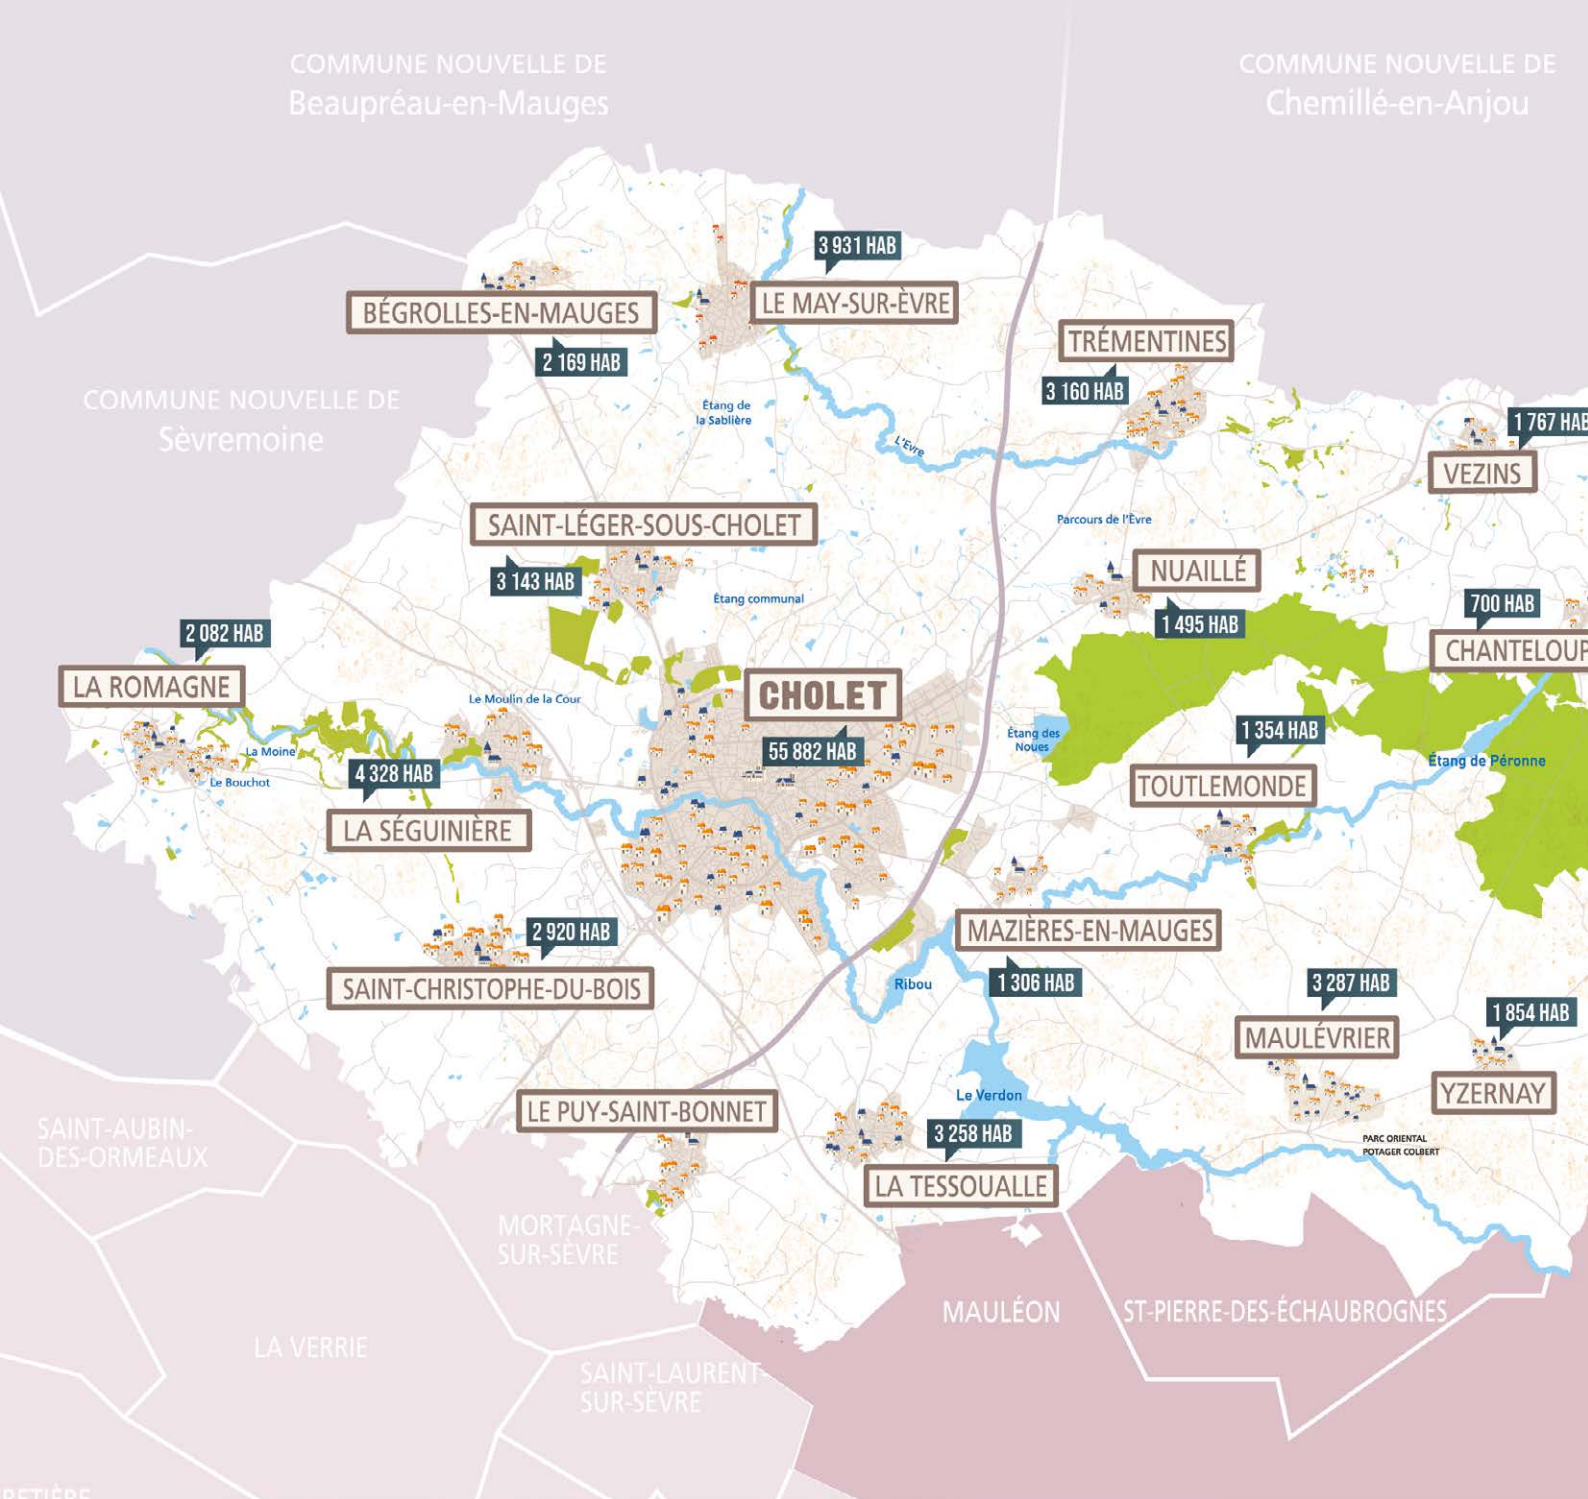 COMMUNE NOUVELLE DE
Beaupréau-en-Mauges
COMMUNE NOUVELLE DE
Chemillé-en-Anjou
3 931 HAB
LE MAY-SUR-ÈVRE
BÉGROLLES-EN-MAUGES
2 169 HAB
TRÉMENTINES
3 160 HAB
COMMUNE NOUVELLE DE
Sèvremoine
Étang de
la Sablière
L'Evre
1 767 HAB
VEZINS
SAINT-LÉGER-SOUS-CHOLET
3 143 HAB
Parcours de l'Èvre
NUAILLÉ
1 495 HAB
Étang communal
700 HAB
CHANTELOUP
2 082 HAB
LA ROMAGNE
Le Moulin de la Cour
CHOLET
55 882 HAB
Étang des
Noues
1 354 HAB
TOUTLEMONDE
Étang de Péronne
La Moine
Le Bouchot
4 328 HAB
LA SÉGUINIÈRE
2 920 HAB
SAINT-CHRISTOPHE-DU-BOIS
MAZIÈRES-EN-MAUGES
1 306 HAB
Ribou
3 287 HAB
MAULÉVRIER
1 854 HAB
YZERNAY
LE PUY-SAINT-BONNET
Le Verdon
3 258 HAB
LA TESSOUALLE
PARC ORIENTAL
POTAGER COLBERT
SAINT-AUBIN-
DES-ORMEAUX
MORTAGNE-
SUR-SÈVRE
MAULÉON
ST-PIERRE-DES-ÉCHAUBROGNES
LA VERRIE
SAINT-LAURENT-
SUR-SÈVRE